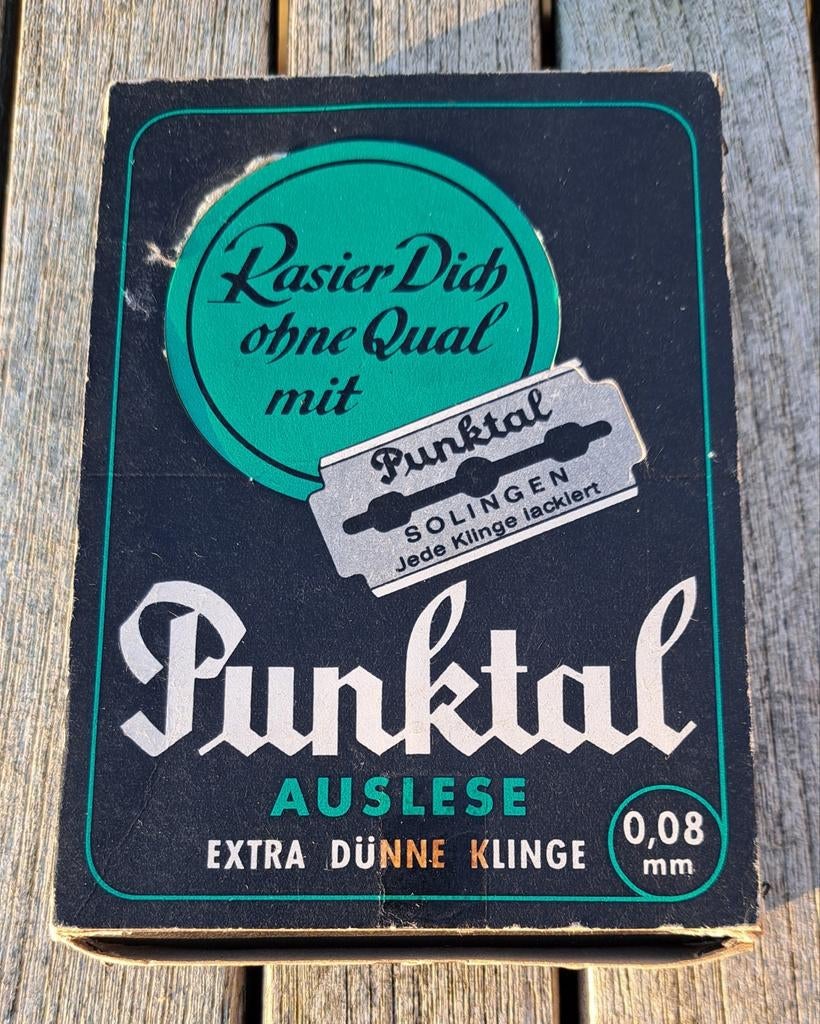 Rasier Dich
ohne Qual
mit
Punktal
SOLINGEN
Jede Klinge lackiert
Punktal
AUSLESE
EXTRA DÜNNE KLINGE
0,08
mm